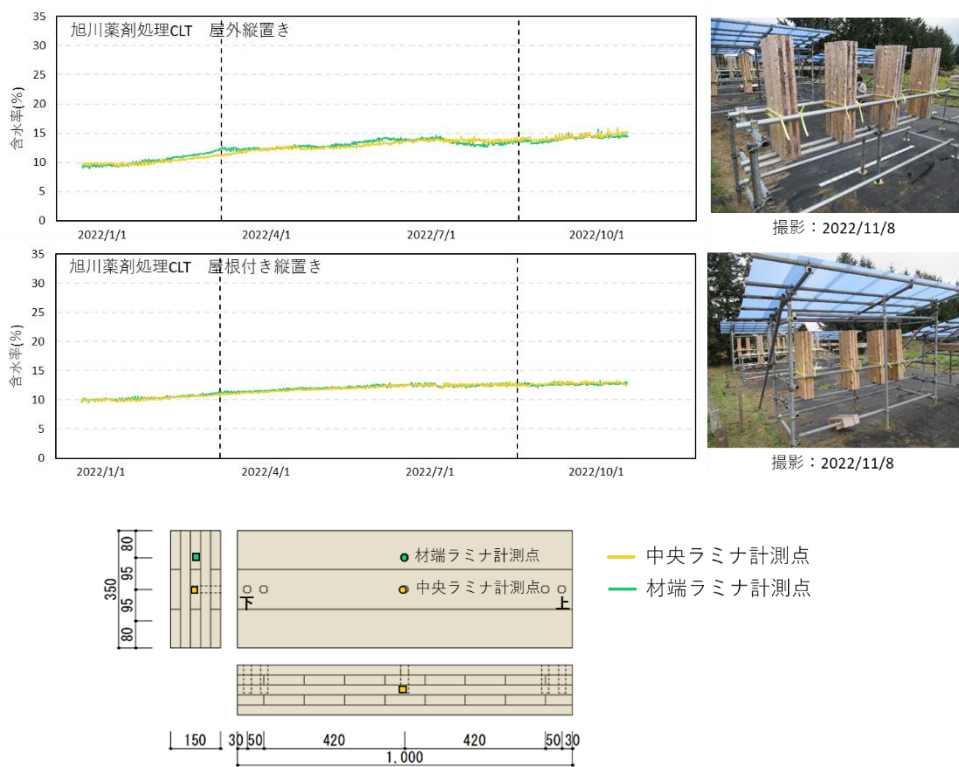 旭川薬剤処理CLT 屋外縦置き
含水率(%)
35
30
25
20
15
10
5
0
2022/1/1 2022/4/1 2022/7/1 2022/10/1
撮影：2022/11/8
旭川薬剤処理CLT 屋根付き縦置き
含水率(%)
35
30
25
20
15
10
5
0
2022/1/1 2022/4/1 2022/7/1 2022/10/1
撮影：2022/11/8
350
80
95
95
80
材端ラミナ計測点
中央ラミナ計測点
下
上
中央ラミナ計測点
材端ラミナ計測点
150 30 50 420 420 50 30
1,000